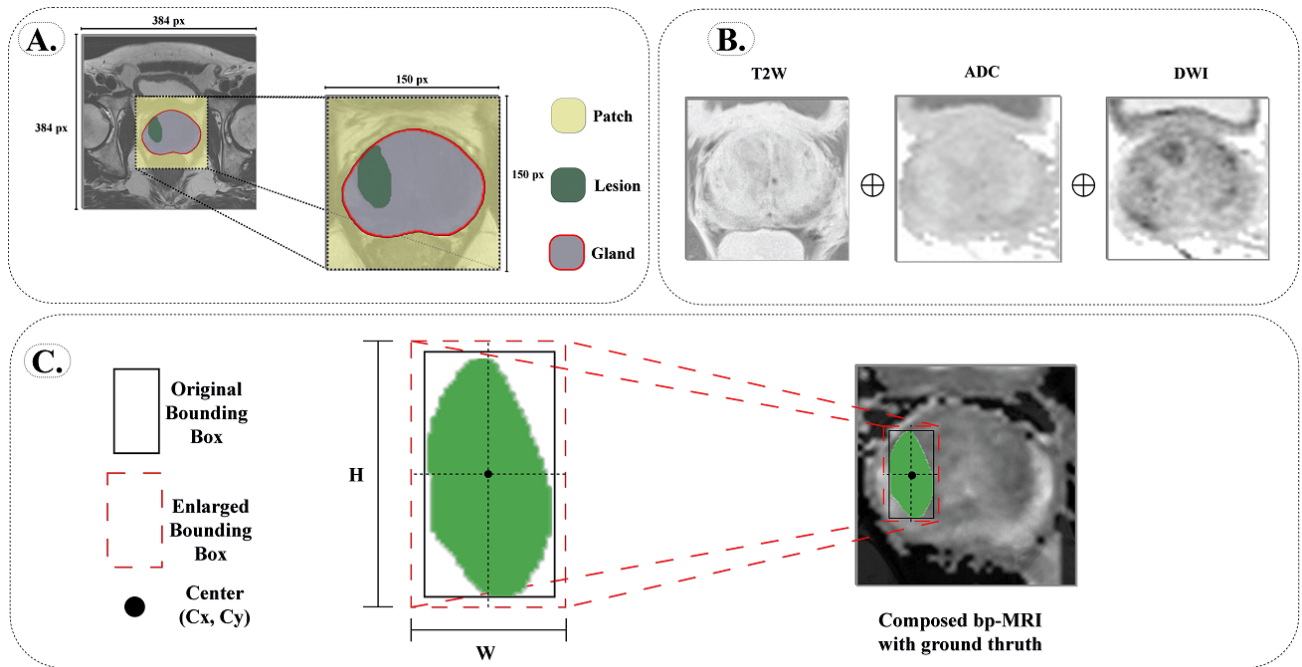 A.
384 px
384 px
150 px
150 px
Patch
Lesion
Gland
B.
T2W
ADC
DWI
C.
Original
Bounding
Box
Enlarged
Bounding
Box
Center
(Cx, Cy)
H
W
Composed bp-MRI
with ground thruth